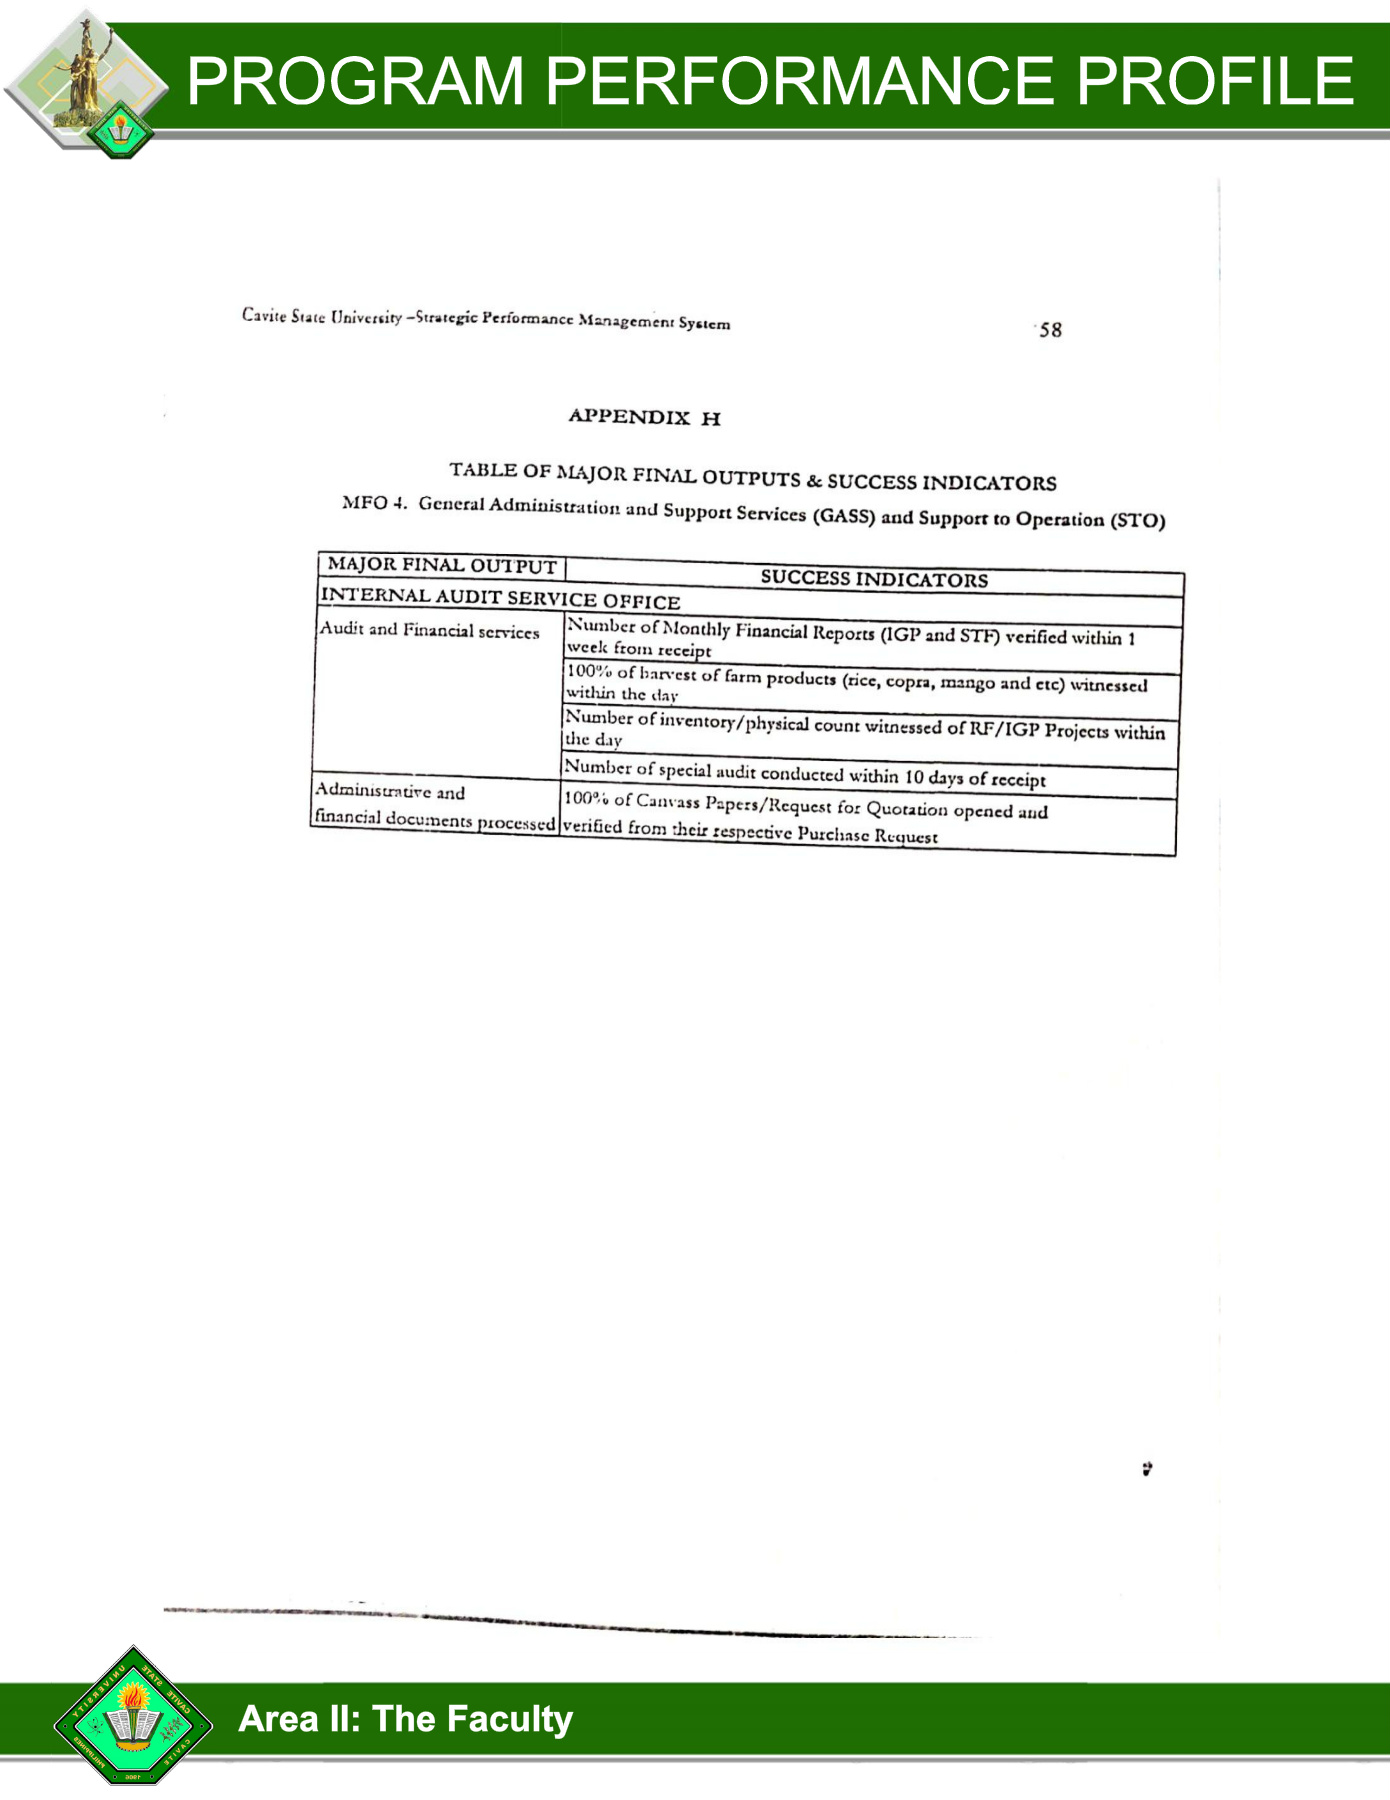 PROGRAM PERFORMANCE PROFILE
Cavite State University –Strategic Performance Management System
58
APPENDIX H
TABLE OF MAJOR FINAL OUTPUTS & SUCCESS INDICATORS
MFO 4. General Administration and Support Services (GASS) and Support to Operation (STO)
MAJOR FINAL OUTPUT
SUCCESS INDICATORS
INTERNAL AUDIT SERVICE OFFICE
Audit and Financial services
Number of Monthly Financial Reports (IGP and STF) verified within 1
week from receipt
100% of harvest of farm products (rice, copra, mango and etc) witnessed
within the day
Number of inventory/physical count witnessed of RF/IGP Projects within
the day
Number of special audit conducted within 10 days of receipt
Administrative and
financial documents processed
100% of Canvass Papers/Request for Quotation opened and
verified from their respective Purchase Request
CAVITE STATE UNIVERSITY
CAVITE
PHILIPPINES
1906
Area II: The Faculty